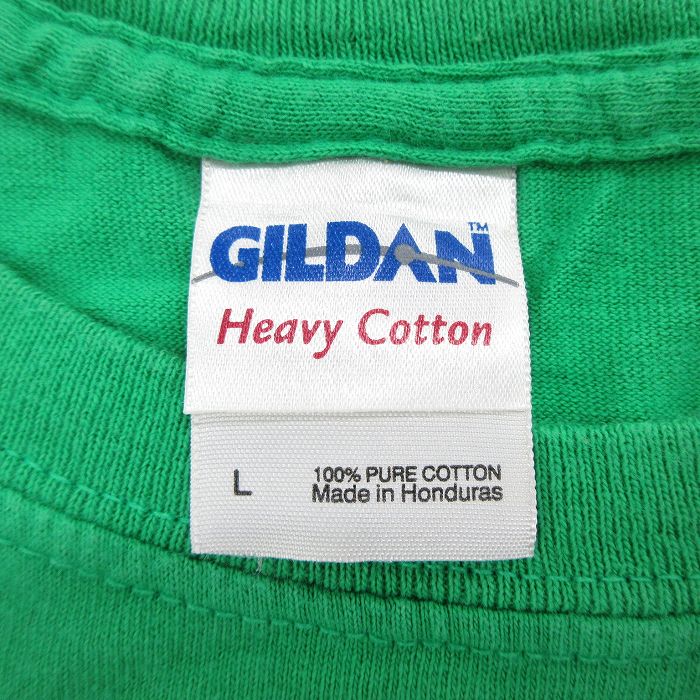 GILDAN™
Heavy Cotton
L
100% PURE COTTON
Made in Honduras